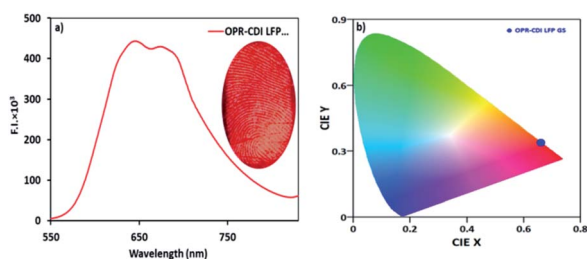 a)
OPR-CDI LFP...
F.I.×10³
500
400
300
200
100
0
550
650
750
Wavelength (nm)
b)
OPR-CDI LFP GS
CIE Y
0.9
0.6
0.3
0
0
0.2
0.4
0.6
0.8
CIE X